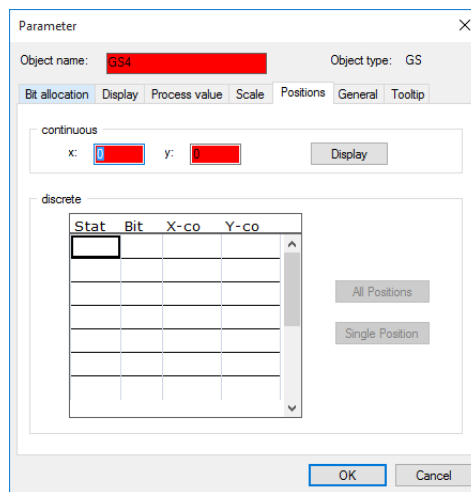 Parameter
Object name: GS4 Object type: GS
Bit allocation Display Process value Scale Positions General Tooltip
continuous
x: 0 y: 0 Display
discrete
Stat Bit X-co Y-co
All Positions
Single Position
OK Cancel